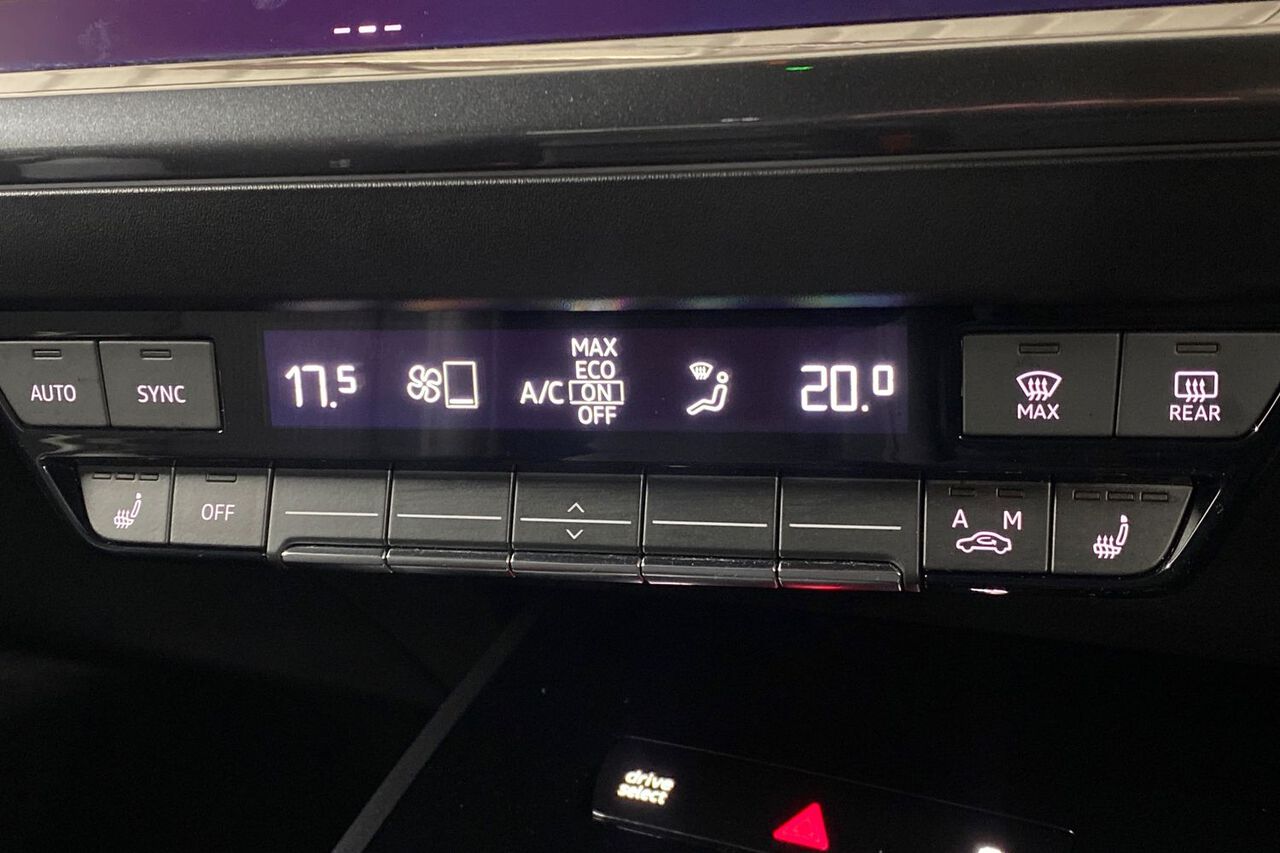 AUTO
SYNC
17.5
A/C
MAX
ECO
ON
OFF
20.0
MAX
REAR
OFF
A M
drive
select